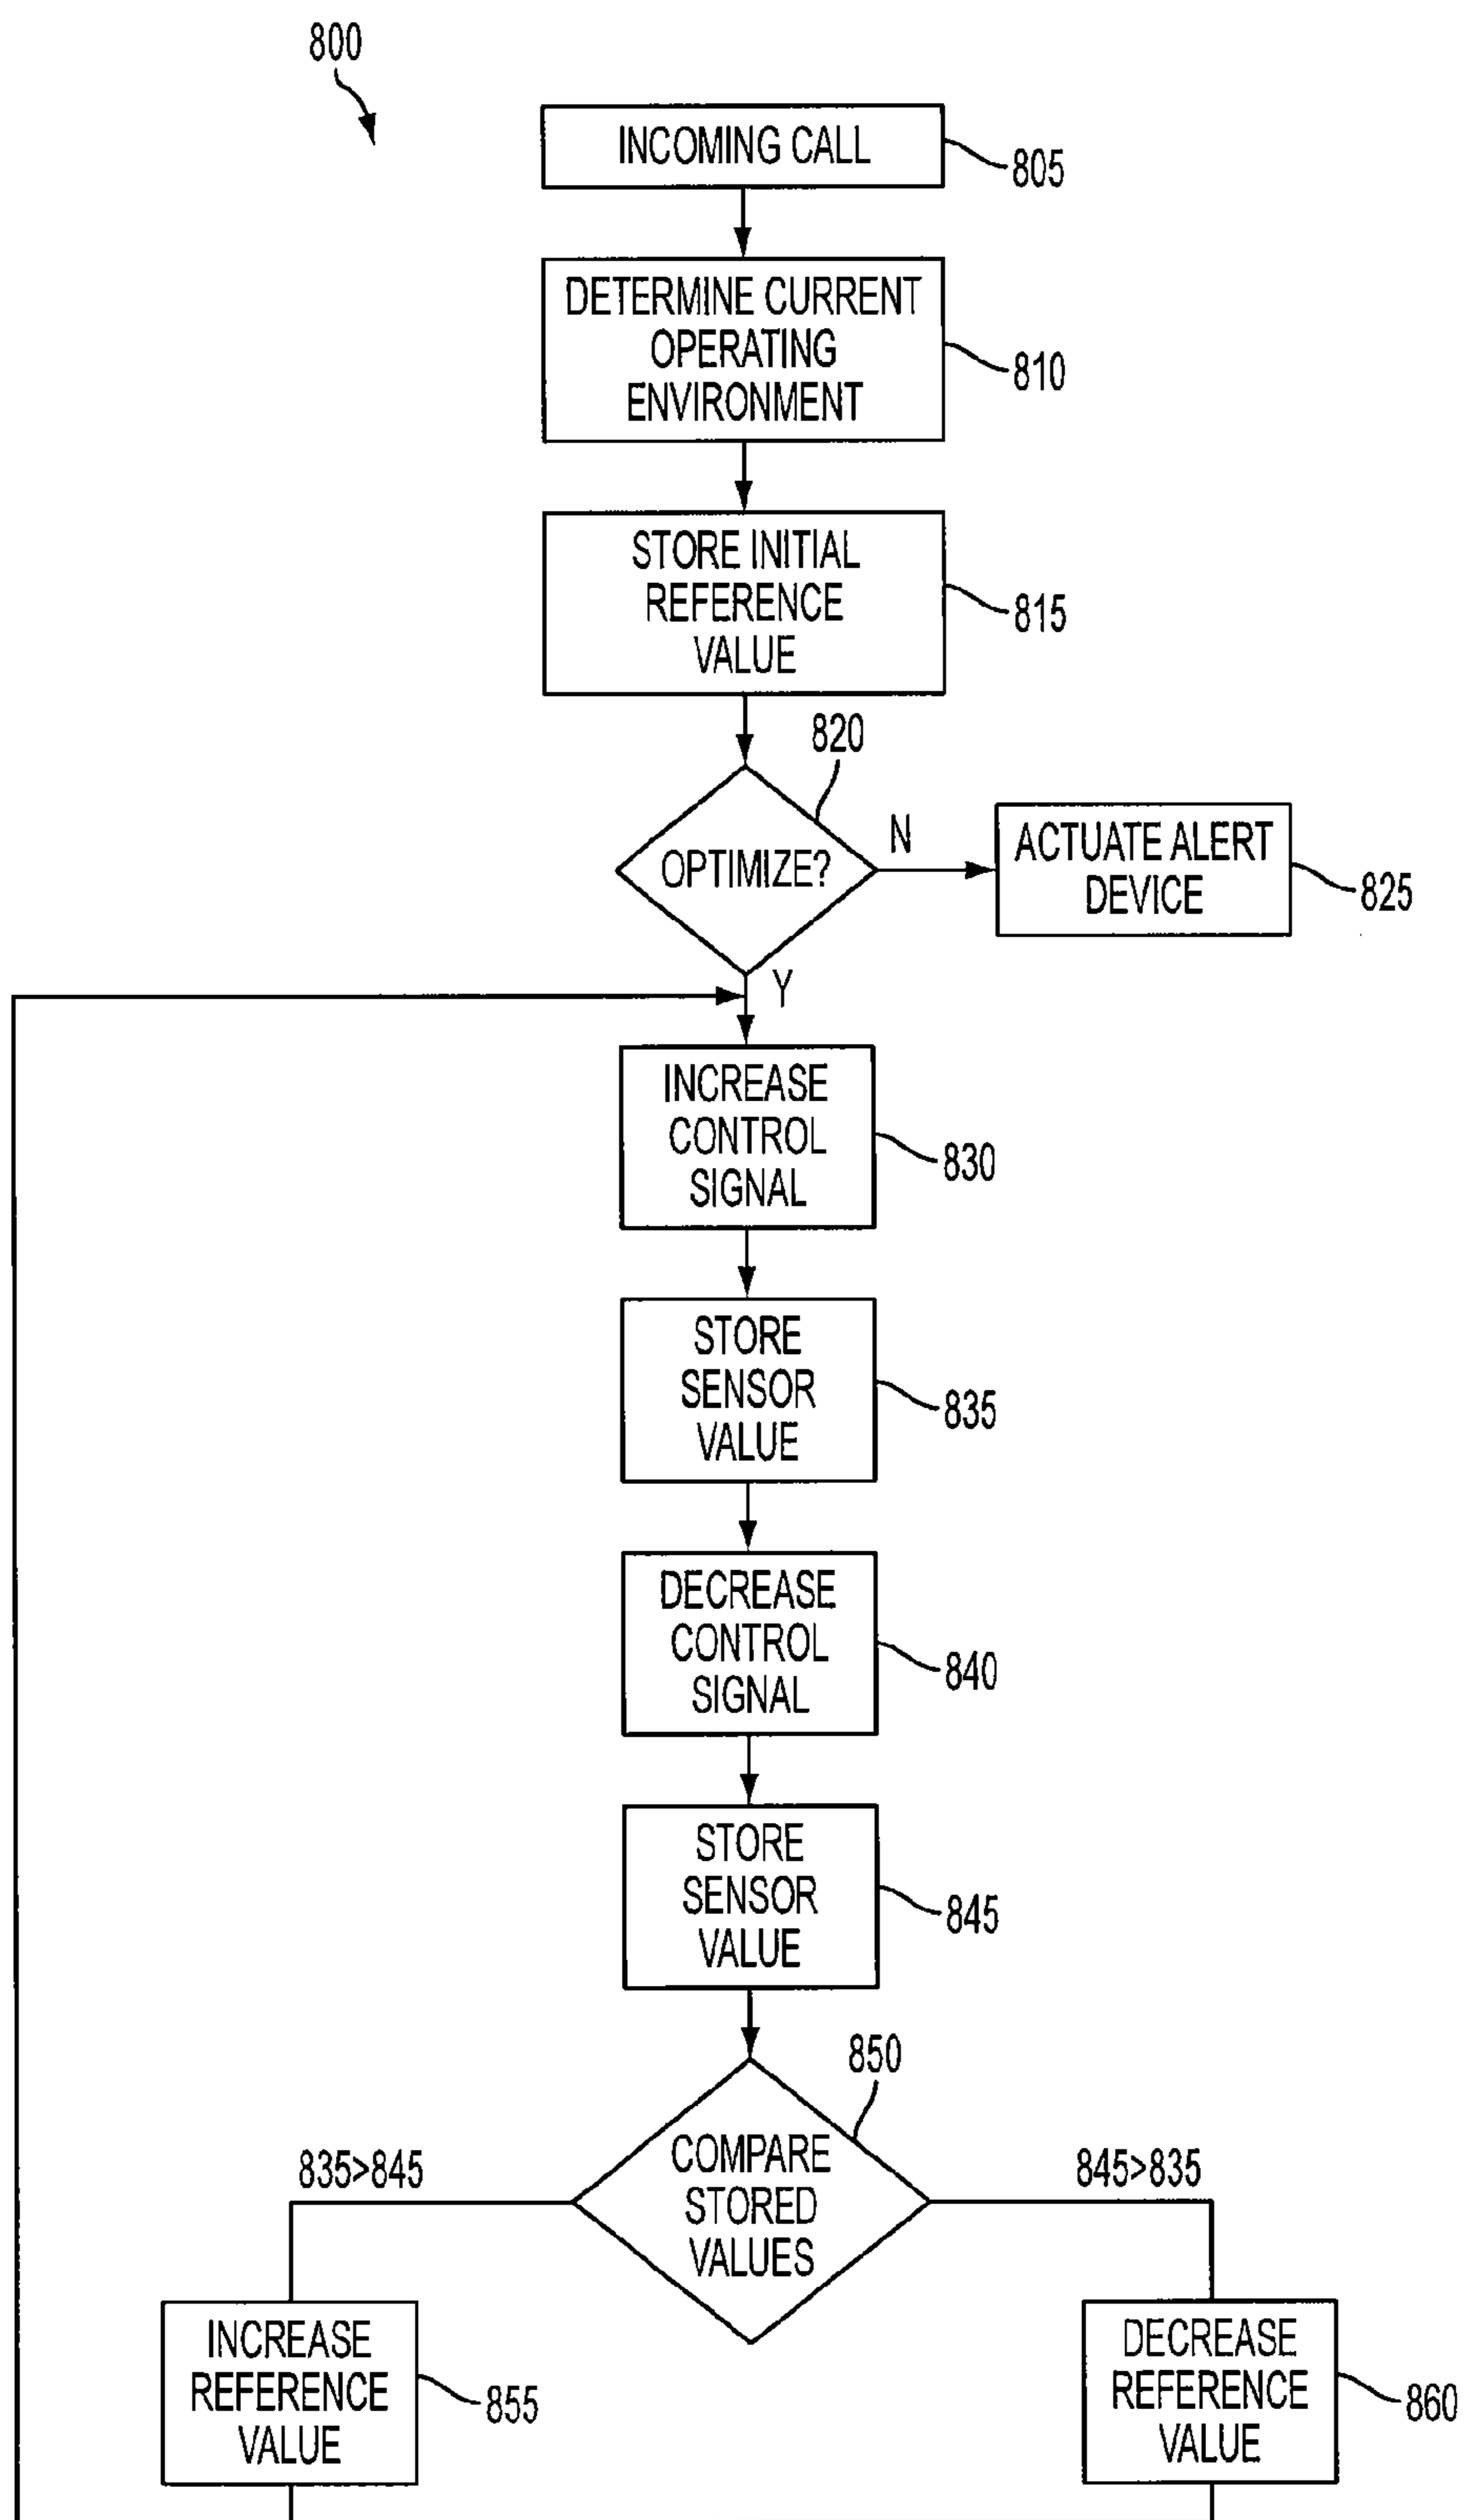 800
INCOMING CALL
805
DETERMINE CURRENT
OPERATING
ENVIRONMENT
810
STORE INITIAL
REFERENCE
VALUE
815
820
OPTIMIZE?
N
ACTUATE ALERT
DEVICE
825
Y
INCREASE
CONTROL
SIGNAL
830
STORE
SENSOR
VALUE
835
DECREASE
CONTROL
SIGNAL
840
STORE
SENSOR
VALUE
845
850
COMPARE
STORED
VALUES
835>845
845>835
INCREASE
REFERENCE
VALUE
855
DECREASE
REFERENCE
VALUE
860